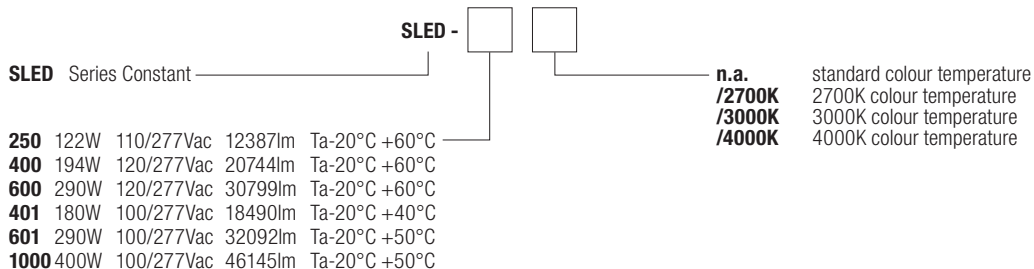 SLED -
SLED Series Constant
n.a. standard colour temperature
/2700K 2700K colour temperature
/3000K 3000K colour temperature
/4000K 4000K colour temperature
250 122W 110/277Vac 12387lm Ta-20°C +60°C
400 194W 120/277Vac 20744lm Ta-20°C +60°C
600 290W 120/277Vac 30799lm Ta-20°C +60°C
401 180W 100/277Vac 18490lm Ta-20°C +40°C
601 290W 100/277Vac 32092lm Ta-20°C +50°C
1000 400W 100/277Vac 46145lm Ta-20°C +50°C